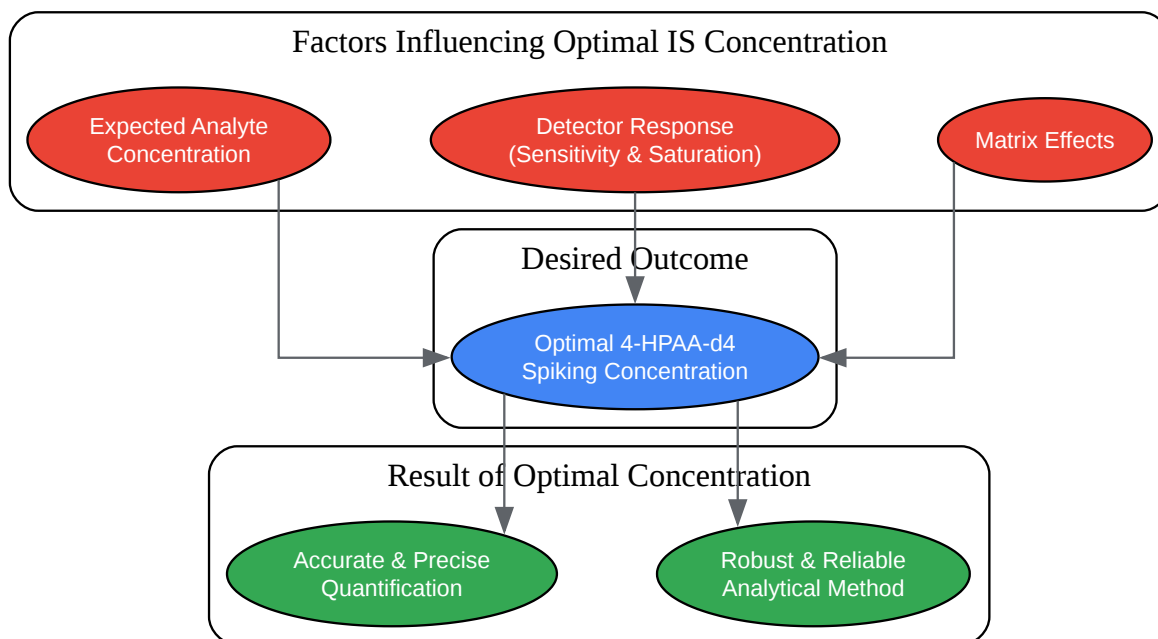 Factors Influencing Optimal IS Concentration
Expected Analyte
Concentration
Detector Response
(Sensitivity & Saturation)
Matrix Effects
Desired Outcome
Optimal 4-HPAA-d4
Spiking Concentration
Result of Optimal Concentration
Accurate & Precise
Quantification
Robust & Reliable
Analytical Method